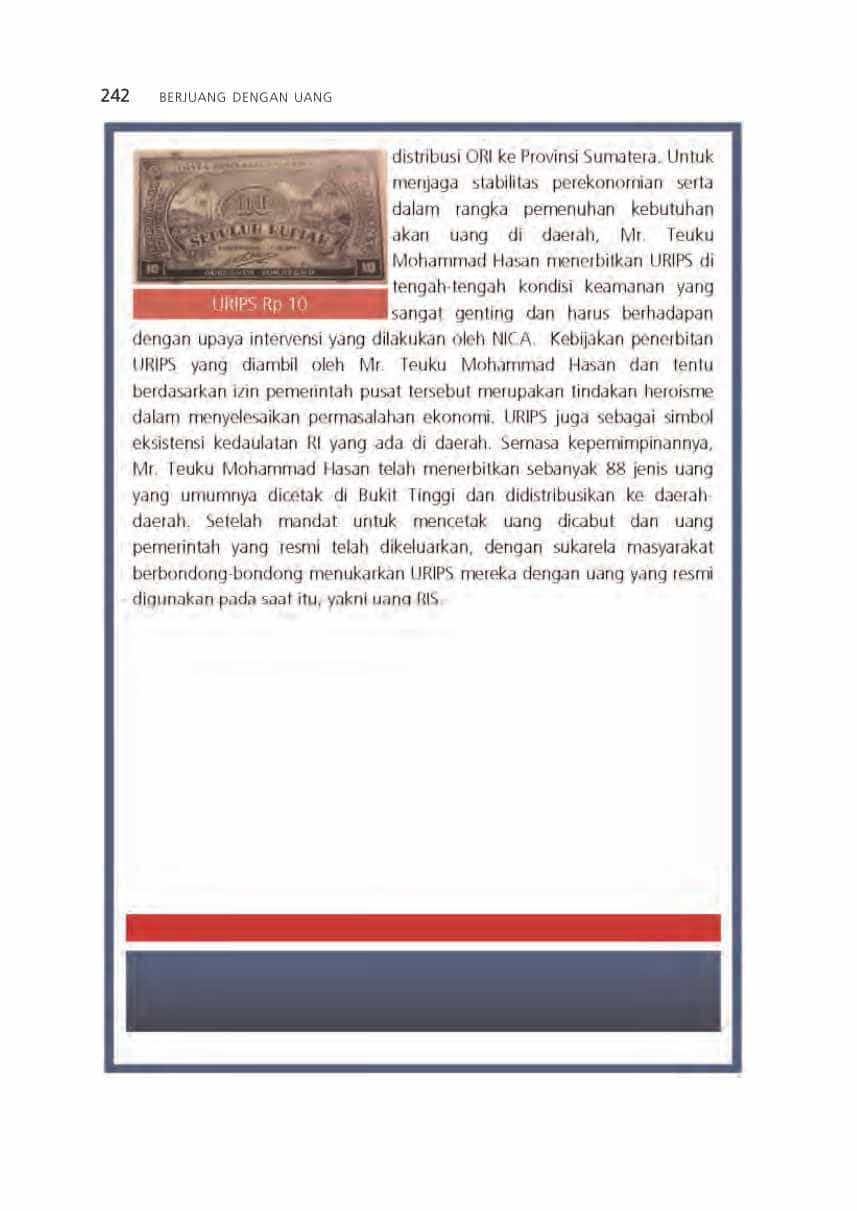 242 BERJUANG DENGAN UANG
distribusi ORI ke Provinsi Sumatera. Untuk
menjaga stabilitas perekonomian serta
dalam rangka pemenuhan kebutuhan
akan uang di daerah, Mr. Teuku
Mohammad Hasan menerbitkan URIPS di
tengah-tengah kondisi keamanan yang
sangat genting dan harus berhadapan
10
SEPULUH RUPIAH
10 10
URIPS Rp 10
dengan upaya intervensi yang dilakukan oleh NICA. Kebijakan penerbitan
URIPS yang diambil oleh Mr. Teuku Mohammad Hasan dan tentu
berdasarkan izin pemerintah pusat tersebut merupakan tindakan heroisme
dalam menyelesaikan permasalahan ekonomi. URIPS juga sebagai simbol
eksistensi kedaulatan RI yang ada di daerah. Semasa kepemimpinannya,
Mr. Teuku Mohammad Hasan telah menerbitkan sebanyak 88 jenis uang
yang umumnya dicetak di Bukit Tinggi dan didistribusikan ke daerah-
daerah. Setelah mandat untuk mencetak uang dicabut dan uang
pemerintah yang resmi telah dikeluarkan, dengan sukarela masyarakat
berbondong-bondong menukarkan URIPS mereka dengan uang yang resmi
digunakan pada saat itu, yakni uang RIS.